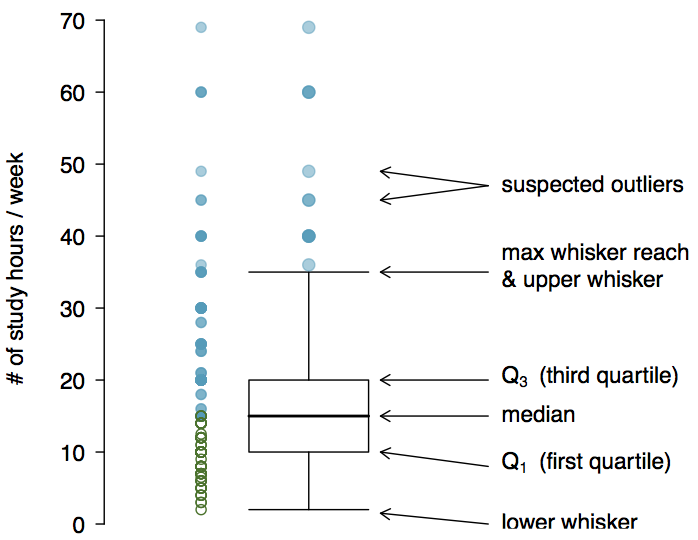 70
60
50
40
30
20
10
0
# of study hours / week
suspected outliers
max whisker reach
& upper whisker
Q₃ (third quartile)
median
Q₁ (first quartile)
lower whisker